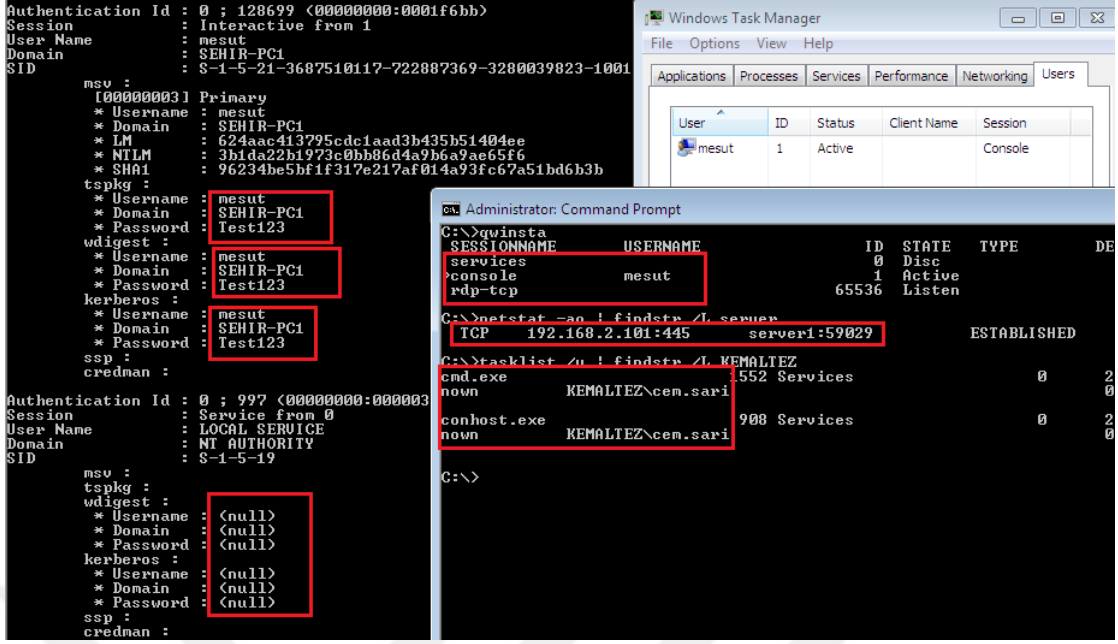 Authentication Id : 0 ; 128699 (00000000:0001f6bb)
Session : Interactive from 1
User Name : mesut
Domain : SEHIR-PC1
SID : S-1-5-21-3687510117-722887369-3280039823-1001
msv :
[00000003] Primary
* Username : mesut
* Domain : SEHIR-PC1
* LM : 624aac413795cdc1aad3b435b51404ee
* NTLM : 3b1da22b1973c0bb86d4a9b6a9ae65f6
* SHA1 : 96234be5bf1f317e217af014a93fc67a51bd6b3b
tspkg :
* Username : mesut
* Domain : SEHIR-PC1
* Password : Test123
wdigest :
* Username : mesut
* Domain : SEHIR-PC1
* Password : Test123
kerberos :
* Username : mesut
* Domain : SEHIR-PC1
* Password : Test123
ssp :
credman :
Authentication Id : 0 ; 997 (00000000:000003
Session : Service from 0
User Name : LOCAL SERVICE
Domain : NT AUTHORITY
SID : S-1-5-19
msv :
tspkg :
wdigest :
* Username : (null)
* Domain : (null)
* Password : (null)
kerberos :
* Username : (null)
* Domain : (null)
* Password : (null)
ssp :
credman :
Windows Task Manager
File Options View Help
Applications Processes Services Performance Networking Users
User ID Status Client Name Session
mesut 1 Active Console
Administrator: Command Prompt
C:\>qwinsta
SESSIONNAME USERNAME ID STATE TYPE DE
services 0 Disc
>console mesut 1 Active
rdp-tcp 65536 Listen
C:\>netstat -ao | findstr /L server
TCP 192.168.2.101:445 server1:59029 ESTABLISHED
C:\>tasklist /v | findstr /L KEMALTEZ
cmd.exe 1552 Services 0 2
nown KEMALTEZ\cem.sari 0
conhost.exe 908 Services 0 2
nown KEMALTEZ\cem.sari 0
C:\>